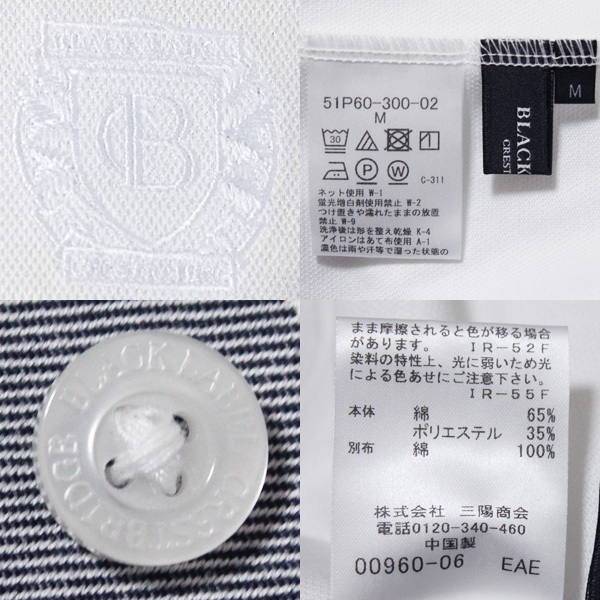 BLACK LABEL
CB
CRESTBRIDGE
51P60-300-02
M
30
P W C-311
ネット使用 W-1
蛍光増白剤使用禁止 W-2
つけ置きや濡れたままの放置
禁止 W-9
洗浄後は形を整え乾燥 K-4
アイロンはあて布使用 A-1
濃色は雨や汗等で湿った状態の
BLACK
CREST
M
BLACK LABEL CRESTBRIDGE
まま摩擦されると色が移る場合
があります。 IR-52F
染料の特性上、光に弱いため光
による色あせにご注意下さい。
IR-55F
本体 綿 65%
ポリエステル 35%
別布 綿 100%
株式会社 三陽商会
電話0120-340-460
中国製
00960-06 EAE